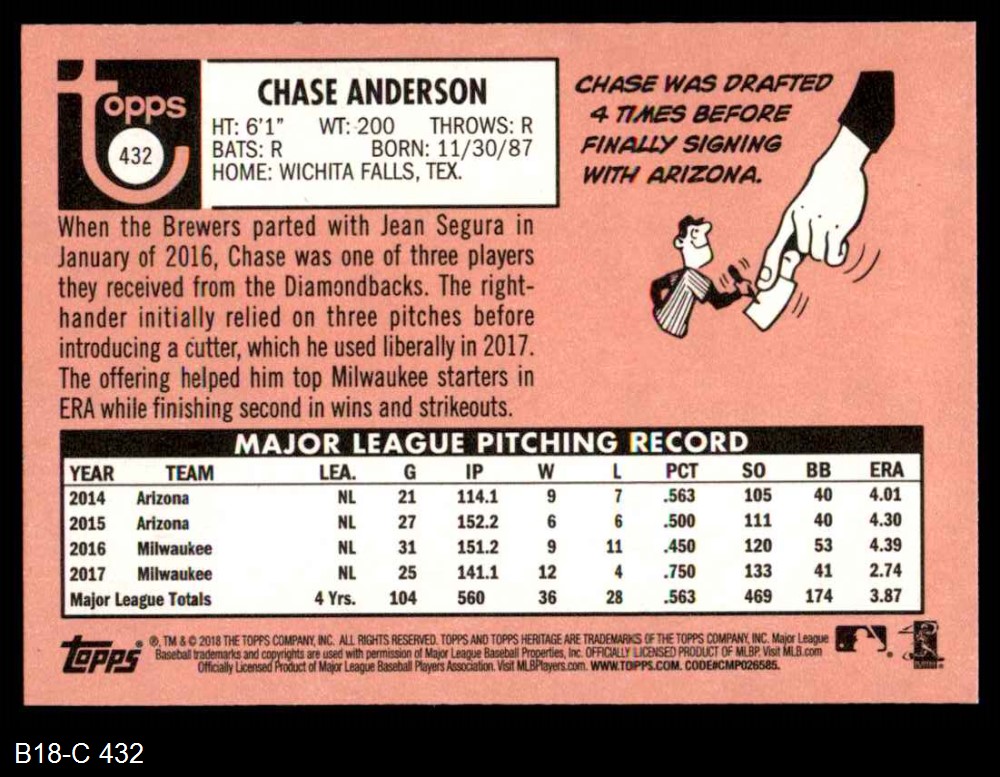 Topps
432
CHASE ANDERSON
HT: 6'1" WT: 200 THROWS: R
BATS: R BORN: 11/30/87
HOME: WICHITA FALLS, TEX.
CHASE WAS DRAFTED
4 TIMES BEFORE
FINALLY SIGNING
WITH ARIZONA.
When the Brewers parted with Jean Segura in
January of 2016, Chase was one of three players
they received from the Diamondbacks. The right-
hander initially relied on three pitches before
introducing a cutter, which he used liberally in 2017.
The offering helped him top Milwaukee starters in
ERA while finishing second in wins and strikeouts.
MAJOR LEAGUE PITCHING RECORD
YEAR TEAM LEA. G IP W L PCT SO BB ERA
2014 Arizona NL 21 114.1 9 7 .563 105 40 4.01
2015 Arizona NL 27 152.2 6 6 .500 111 40 4.30
2016 Milwaukee NL 31 151.2 9 11 .450 120 53 4.39
2017 Milwaukee NL 25 141.1 12 4 .750 133 41 2.74
Major League Totals 4 Yrs. 104 560 36 28 .563 469 174 3.87
Topps ®
®, TM & © 2018 THE TOPPS COMPANY, INC. ALL RIGHTS RESERVED. TOPPS AND TOPPS HERITAGE ARE TRADEMARKS OF THE TOPPS COMPANY, INC. Major League
Baseball trademarks and copyrights are used with permission of Major League Baseball Properties, Inc. OFFICIALLY LICENSED PRODUCT OF MLBP. Visit MLB.com
Officially Licensed Product of Major League Baseball Players Association. Visit MLBPlayers.com. WWW.TOPPS.COM. CODE#CMP026585.
B18-C 432